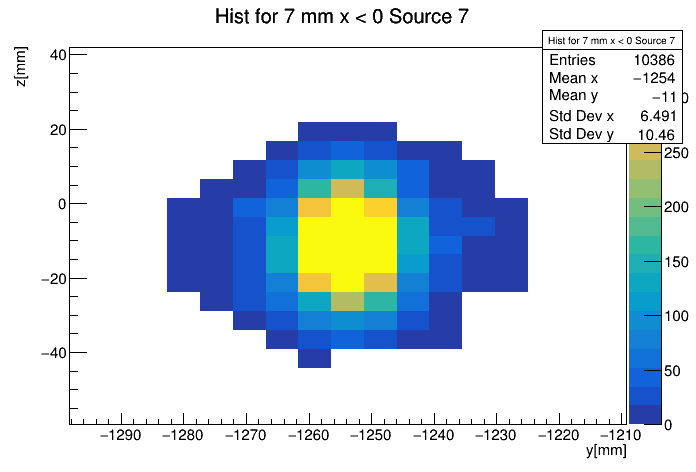 Hist for 7 mm x < 0 Source 7
z[mm]
40
20
0
−20
−40
Hist for 7 mm x < 0 Source 7
Entries 10386
Mean x −1254
Mean y −11
Std Dev x 6.491
Std Dev y 10.46
0
250
200
150
100
50
0
−1290 −1280 −1270 −1260 −1250 −1240 −1230 −1220 −1210
y[mm]